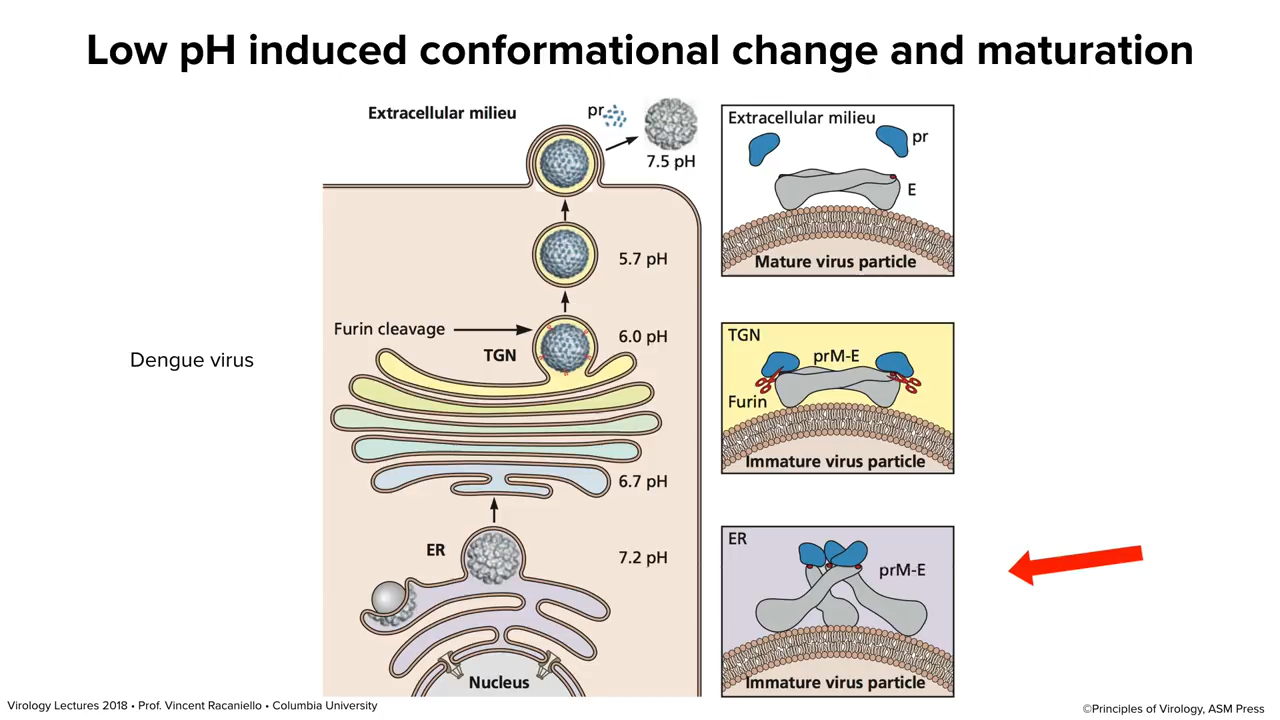 Low pH induced conformational change and maturation
Extracellular milieu
pr
7.5 pH
5.7 pH
Furin cleavage
6.0 pH
TGN
Dengue virus
6.7 pH
ER
7.2 pH
Nucleus
Extracellular milieu
pr
E
Mature virus particle
TGN
prM-E
Furin
Immature virus particle
ER
prM-E
Immature virus particle
Virology Lectures 2018 • Prof. Vincent Racaniello • Columbia University
©Principles of Virology, ASM Press